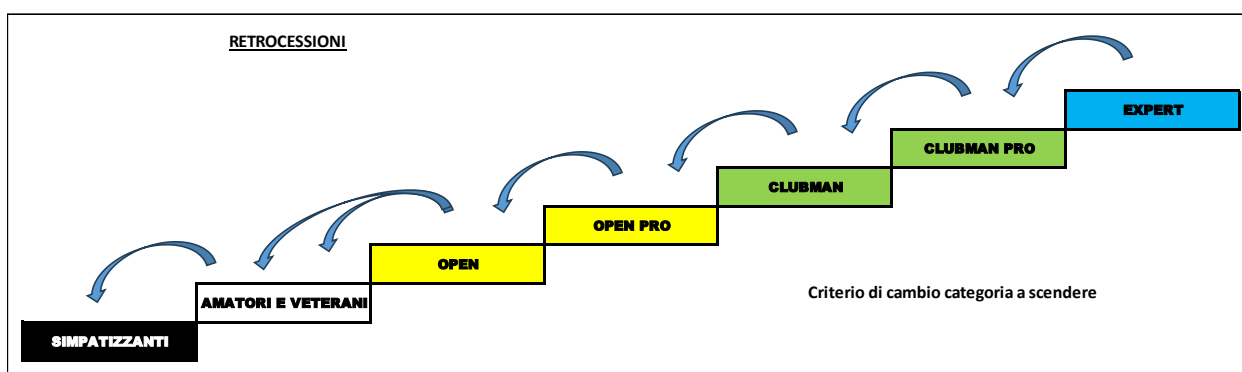 RETROCESSIONI
EXPERT
CLUBMAN PRO
CLUBMAN
OPEN PRO
OPEN
AMATORI E VETERANI
Criterio di cambio categoria a scendere
SIMPATIZZANTI